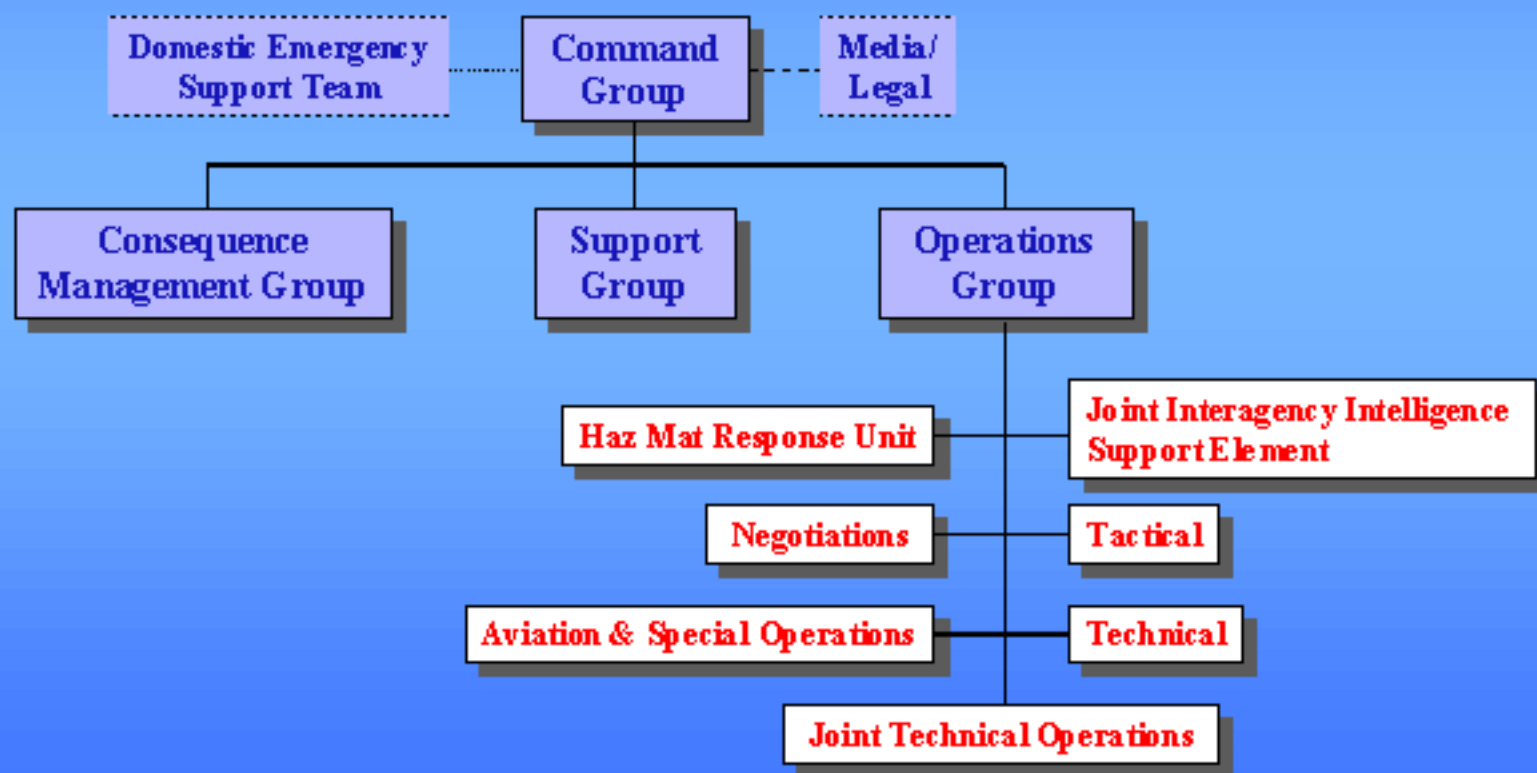 Domestic Emergency
Support Team
Command
Group
Media/
Legal
Consequence
Management Group
Support
Group
Operations
Group
Haz Mat Response Unit
Joint Interagency Intelligence
Support Element
Negotiations
Tactical
Aviation & Special Operations
Technical
Joint Technical Operations